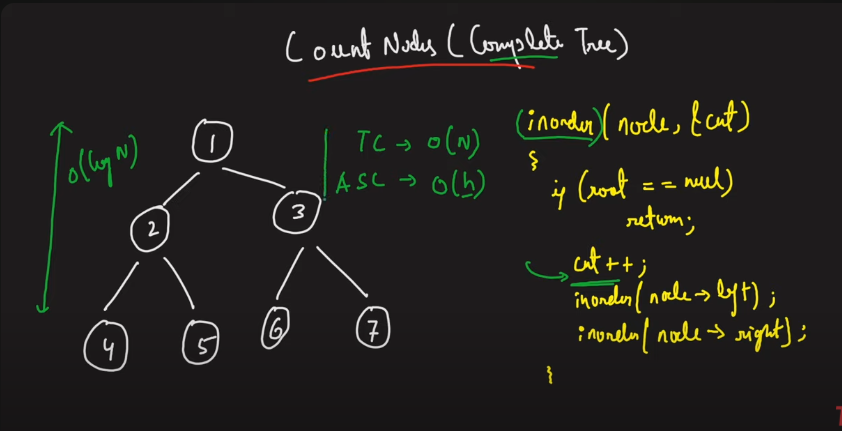 Count Nodes (Complete Tree)
O(log N)
1
2
3
4
5
6
7
TC → O(N)
ASC → O(h)
(inorder)(node, &cnt)
{
if (root == null)
return;
cnt++;
inorder(node → left);
inorder(node → right);
}